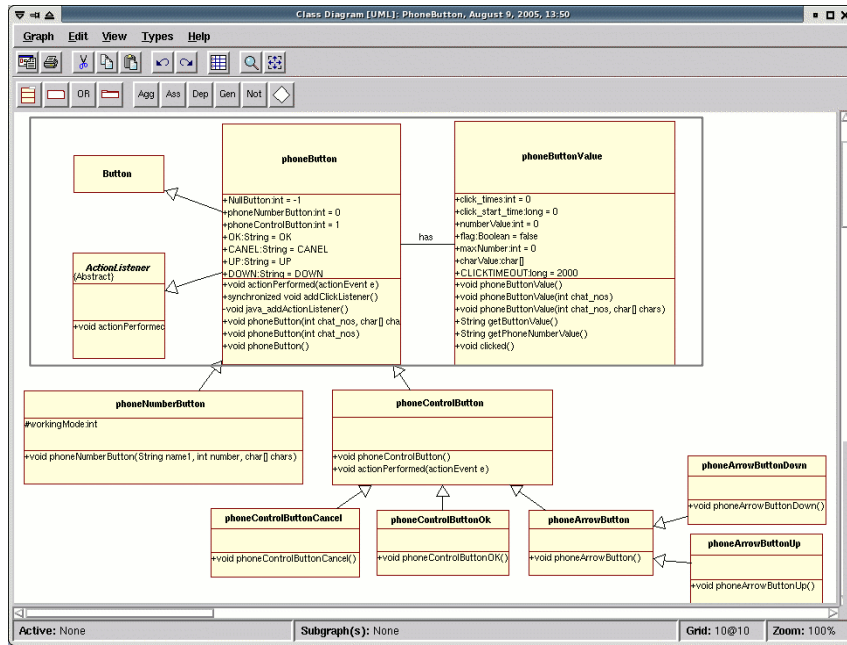 Class Diagram [UML]: PhoneButton, August 9, 2005, 13:50
Graph Edit View Types Help
OR Agg Ass Dep Gen Not
Button
phoneButton
+NullButton:int = -1
+phoneNumberButton:int = 0
+phoneControlButton:int = 1
+OK:String = OK
+CANEL:String = CANEL
+UP:String = UP
+DOWN:String = DOWN
+void actionPerformed(actionEvent e)
+synchronized void addClickListener()
-void java_addActionListener()
+void phoneButton(int chat_nos, char[] cha
+void phoneButton(int chat_nos)
+void phoneButton()
has
phoneButtonValue
+click_times:int = 0
+click_start_time:long = 0
+numberValue:int = 0
+flag:Boolean = false
+maxNumber:int = 0
+charValue:char[]
+CLICKTIMEOUT:long = 2000
+void phoneButtonValue()
+void phoneButtonValue(int chat_nos)
+void phoneButtonValue(int chat_nos, char[] chars)
+String getButtonValue()
+String getPhoneNumberValue()
+void clicked()
ActionListener
{Abstract}
+void actionPerformed
phoneNumberButton
#workingMode:int
+void phoneNumberButton(String name1, int number, char[] chars)
phoneControlButton
+void phoneControlButton()
+void actionPerformed(actionEvent e)
phoneControlButtonCancel
+void phoneControlButtonCancel()
phoneControlButtonOk
+void phoneControlButtonOK()
phoneArrowButton
+void phoneArrowButton()
phoneArrowButtonDown
+void phoneArrowButtonDown()
phoneArrowButtonUp
+void phoneArrowButtonUp()
Active: None Subgraph(s): None Grid: 10@10 Zoom: 100%